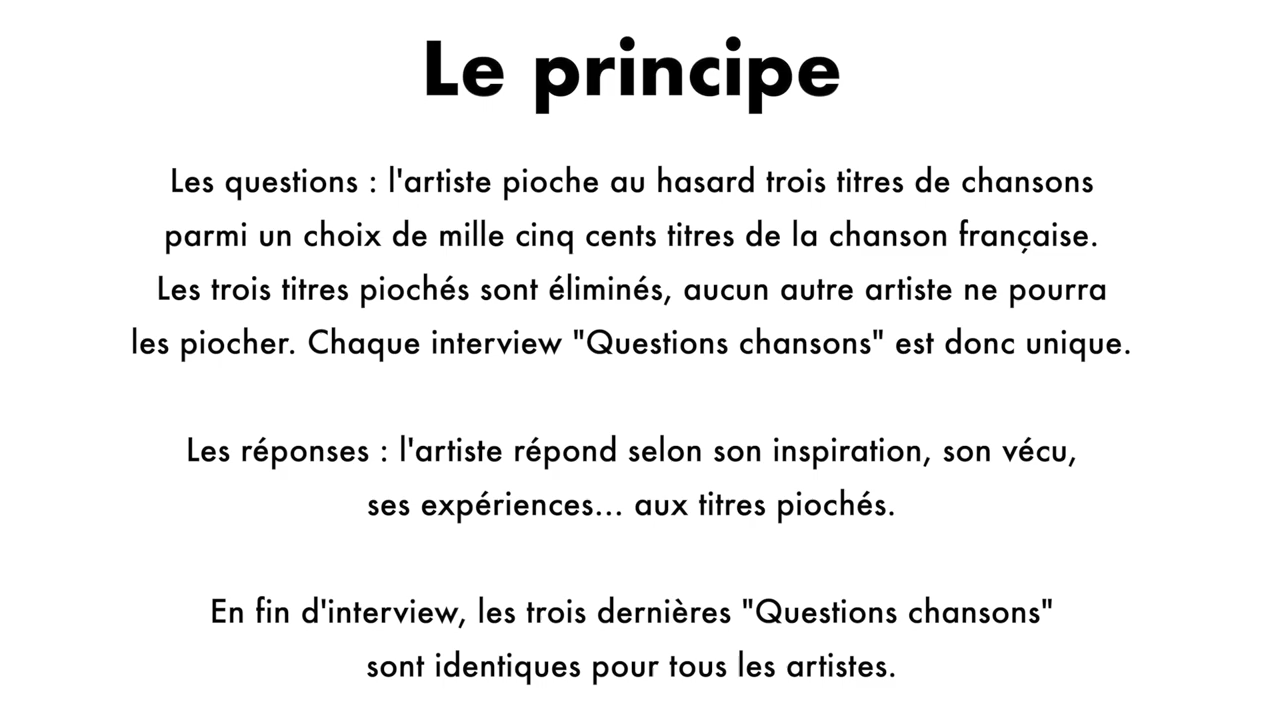 Le principe
Les questions : l'artiste pioche au hasard trois titres de chansons
parmi un choix de mille cinq cents titres de la chanson française.
Les trois titres piochés sont éliminés, aucun autre artiste ne pourra
les piocher. Chaque interview "Questions chansons" est donc unique.
Les réponses : l'artiste répond selon son inspiration, son vécu,
ses expériences... aux titres piochés.
En fin d'interview, les trois dernières "Questions chansons"
sont identiques pour tous les artistes.